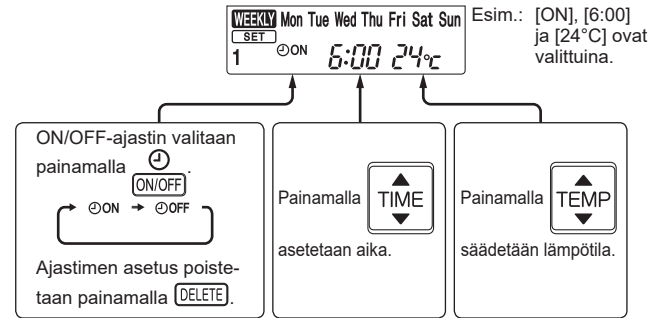 WEEKLY Mon Tue Wed Thu Fri Sat Sun
SET
1 ON 6:00 24°C
Esim.: [ON], [6:00]
ja [24°C] ovat
valittuina.
ON/OFF-ajastin valitaan
painamalla
ON/OFF .
ON → OFF
Ajastimen asetus poiste-
taan painamalla DELETE.
Painamalla TIME
asetetaan aika.
Painamalla TEMP
säädetään lämpötila.